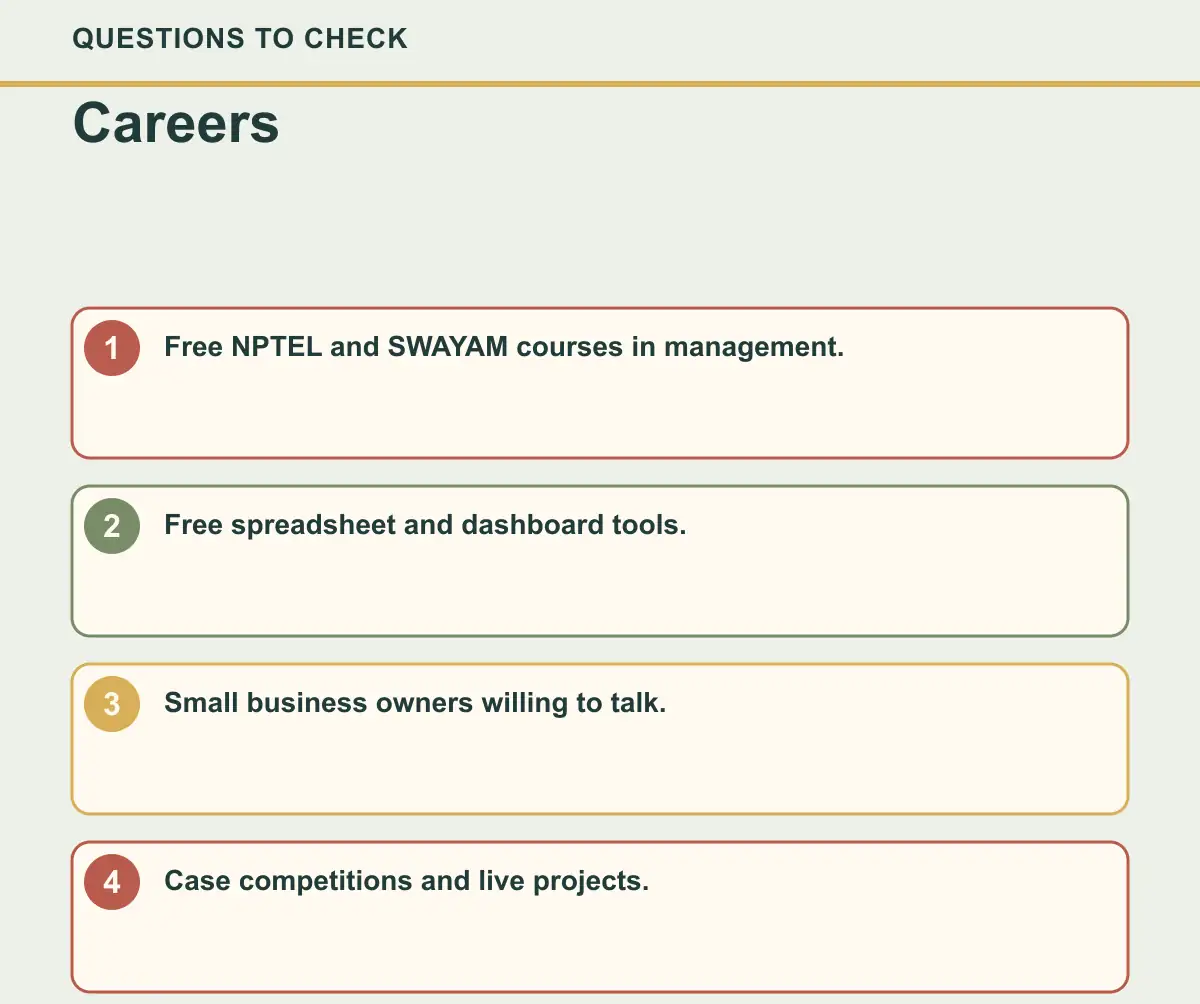 QUESTIONS TO CHECK
Careers
1 Free NPTEL and SWAYAM courses in management.
2 Free spreadsheet and dashboard tools.
3 Small business owners willing to talk.
4 Case competitions and live projects.